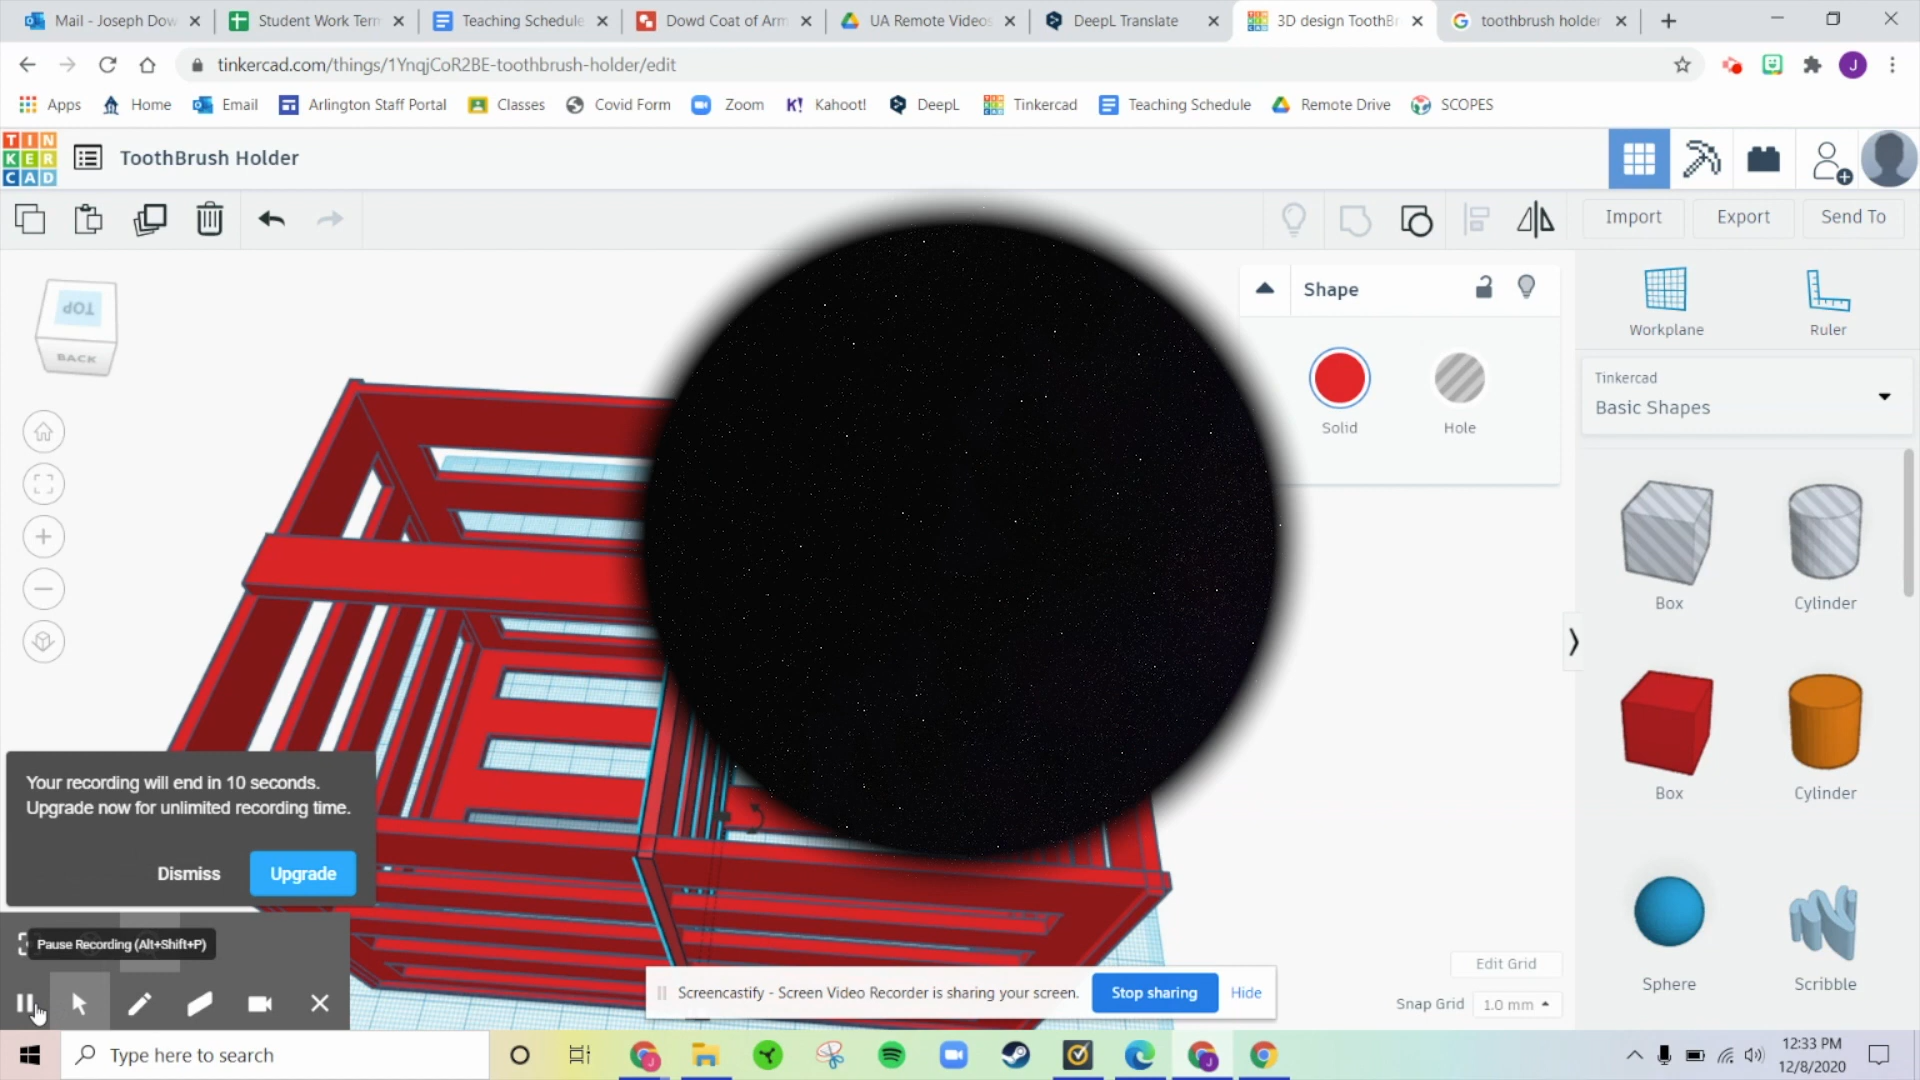 Mail - Joseph Dow
Student Work Term
Teaching Schedule
Dowd Coat of Arm
UA Remote Videos
DeepL Translate
3D design ToothBr
toothbrush holder
tinkercad.com/things/1YnqjCoR2BE-toothbrush-holder/edit
J
Apps
Home
Email
Arlington Staff Portal
Classes
Covid Form
Zoom
K! Kahoot!
DeepL
Tinkercad
Teaching Schedule
Remote Drive
SCOPES
TIN
KER
CAD
ToothBrush Holder
Import
Export
Send To
TOP
BACK
Shape
Solid
Hole
Workplane
Ruler
Tinkercad
Basic Shapes
Box
Cylinder
Box
Cylinder
Sphere
Scribble
Your recording will end in 10 seconds.
Upgrade now for unlimited recording time.
Dismiss
Upgrade
Pause Recording (Alt+Shift+P)
Screencastify - Screen Video Recorder is sharing your screen.
Stop sharing
Hide
Edit Grid
Snap Grid
1.0 mm
Type here to search
12:33 PM
12/8/2020